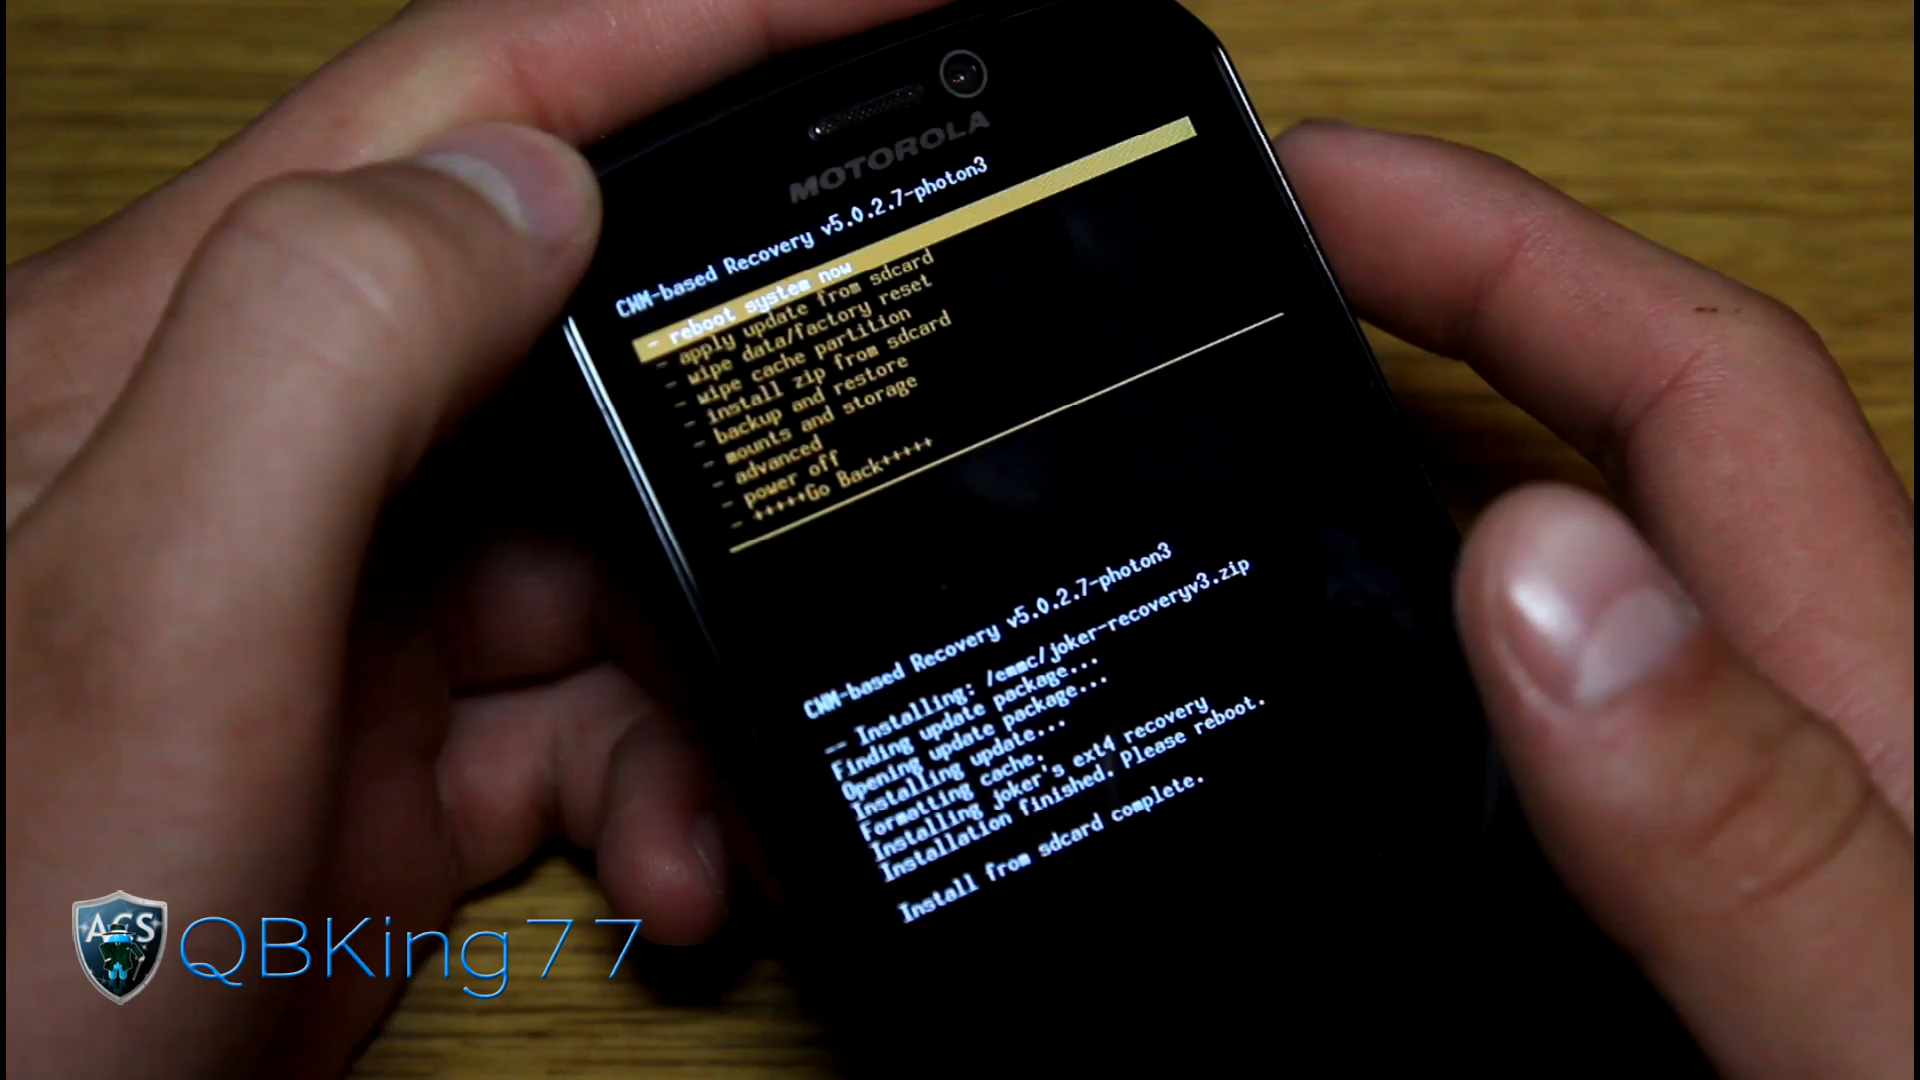 MOTOROLA
CWM-based Recovery v5.0.2.7-photon3
- reboot system now
- apply update from sdcard
- wipe data/factory reset
- wipe cache partition
- install zip from sdcard
- backup and restore
- mounts and storage
- advanced
- power off
- +++++Go Back+++++
CWM-based Recovery v5.0.2.7-photon3
-- Installing: /emmc/joker-recoveryv3.zip
Finding update package...
Opening update package...
Installing update...
Formatting cache.
Installing joker's ext4 recovery
Installation finished. Please reboot.
Install from sdcard complete.
ACS
QBKing77